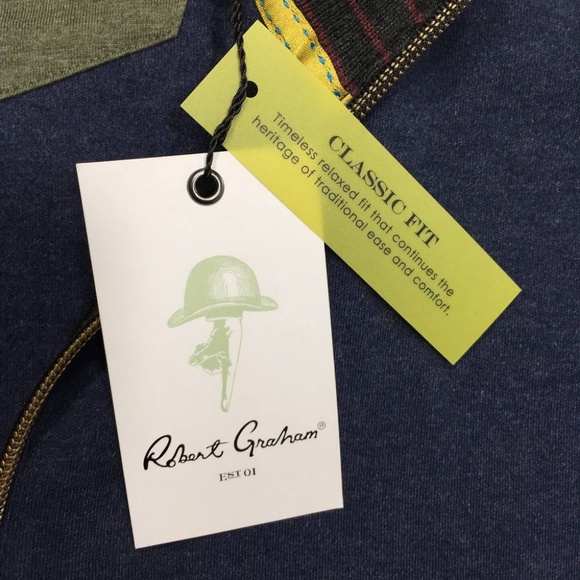 CLASSIC FIT
Timeless relaxed fit that continues the
heritage of traditional ease and comfort.
Robert Graham®
EST 01